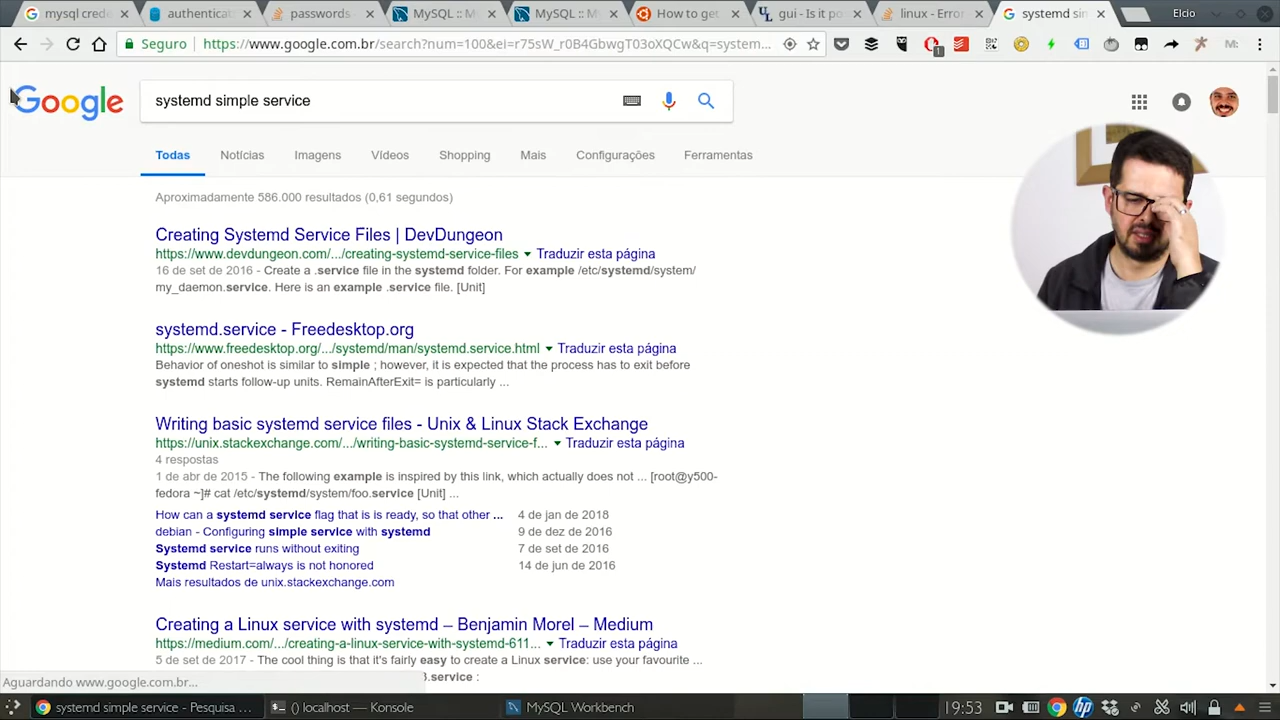 mysql crede
authenticati
passwords -
MySQL :: M
MySQL :: M
How to get
gui - Is it po
linux - Error
systemd sim
Elcio
Seguro
https://www.google.com.br/search?num=100&ei=r75sW_r0B4GbwgT03oXQCw&q=system...
1
M:
Google
systemd simple service
Todas
Notícias
Imagens
Vídeos
Shopping
Mais
Configurações
Ferramentas
Aproximadamente 586.000 resultados (0,61 segundos)
Creating Systemd Service Files | DevDungeon
https://www.devdungeon.com/.../creating-systemd-service-files Traduzir esta página
16 de set de 2016 - Create a .service file in the systemd folder. For example /etc/systemd/system/
my_daemon.service. Here is an example .service file. [Unit]
systemd.service - Freedesktop.org
https://www.freedesktop.org/.../systemd/man/systemd.service.html Traduzir esta página
Behavior of oneshot is similar to simple ; however, it is expected that the process has to exit before
systemd starts follow-up units. RemainAfterExit= is particularly ...
Writing basic systemd service files - Unix & Linux Stack Exchange
https://unix.stackexchange.com/.../writing-basic-systemd-service-f... Traduzir esta página
4 respostas
1 de abr de 2015 - The following example is inspired by this link, which actually does not ... [root@y500-
fedora ~]# cat /etc/systemd/system/foo.service [Unit] ...
How can a systemd service flag that is is ready, so that other ... 4 de jan de 2018
debian - Configuring simple service with systemd 9 de dez de 2016
Systemd service runs without exiting 7 de set de 2016
Systemd Restart=always is not honored 14 de jun de 2016
Mais resultados de unix.stackexchange.com
Creating a Linux service with systemd – Benjamin Morel – Medium
https://medium.com/.../creating-a-linux-service-with-systemd-611... Traduzir esta página
5 de set de 2017 - The cool thing is that it's fairly easy to create a Linux service: use your favourite ...
.service :
Aguardando www.google.com.br...
systemd simple service - Pesquisa
() localhost — Konsole
MySQL Workbench
19:53